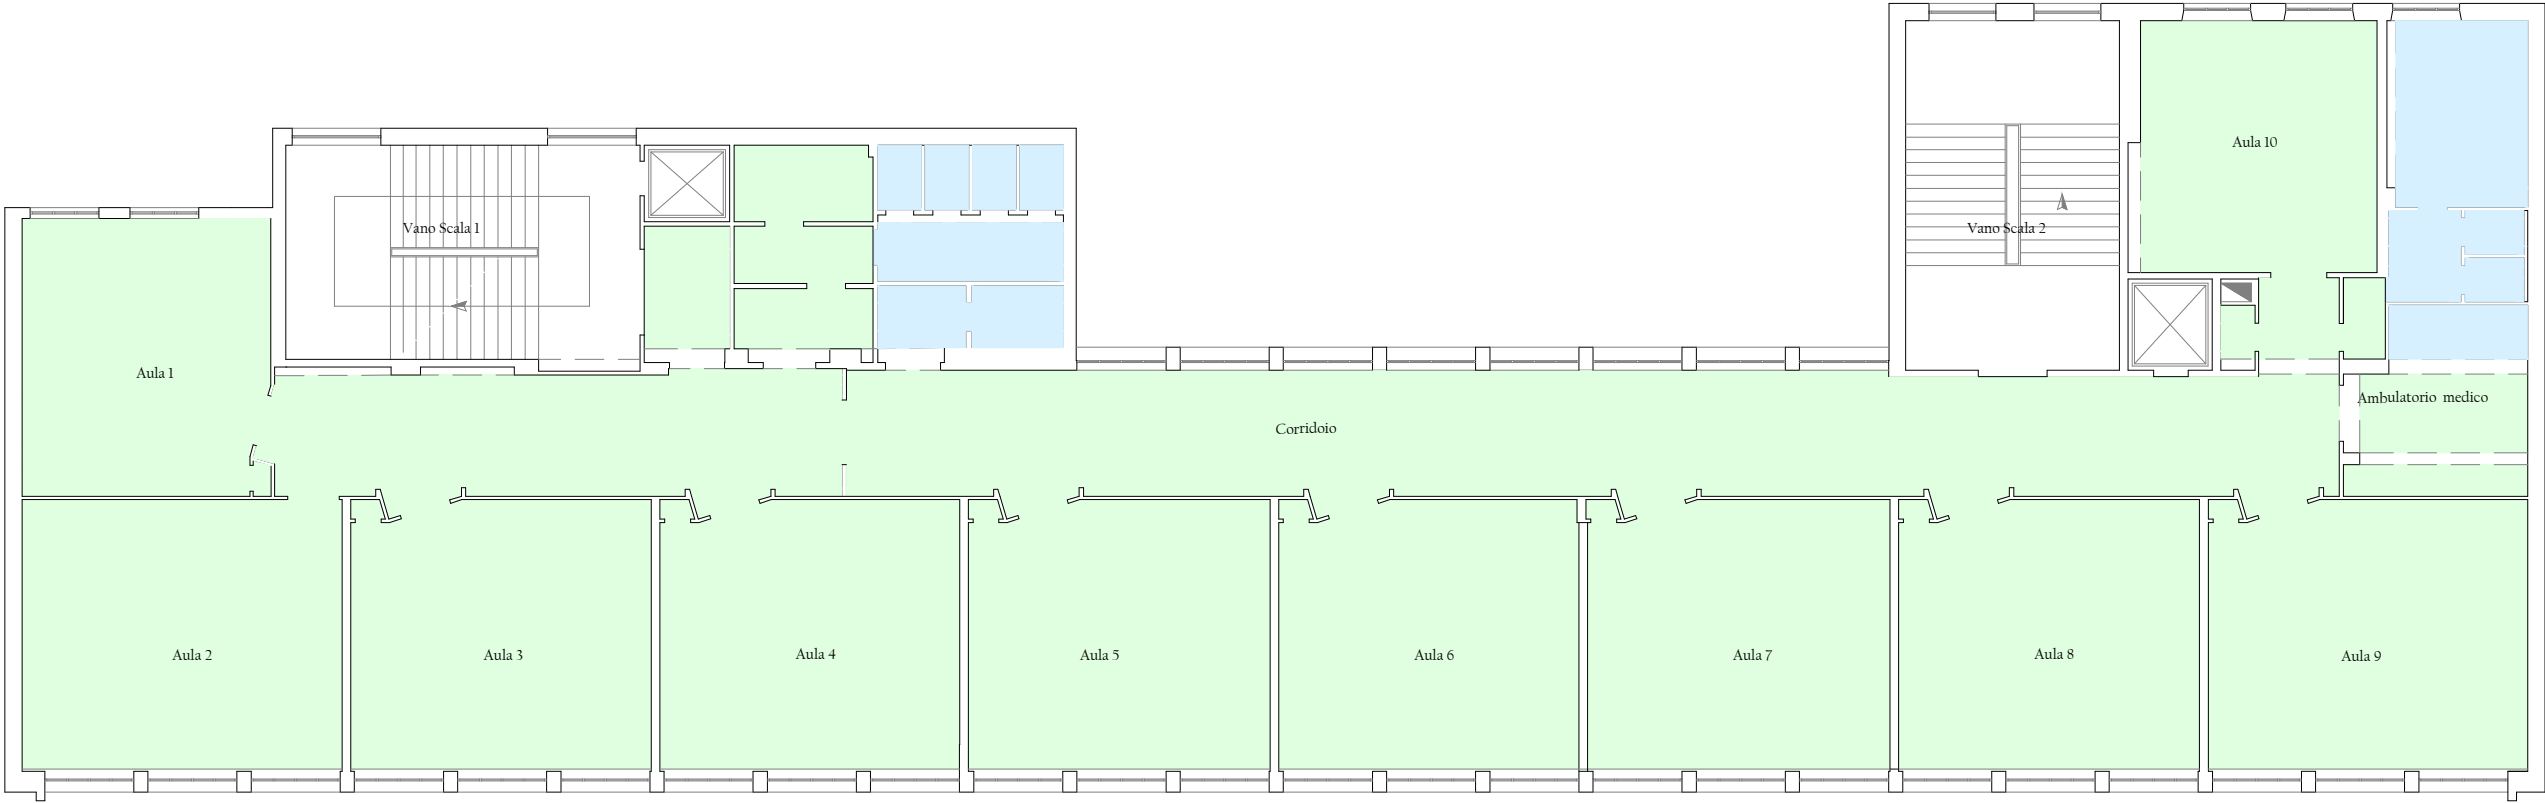 Aula 10
Vano Scala 1
Vano Scala 2
Aula 1
Ambulatorio medico
Corridoio
Aula 2
Aula 3
Aula 4
Aula 5
Aula 6
Aula 7
Aula 8
Aula 9